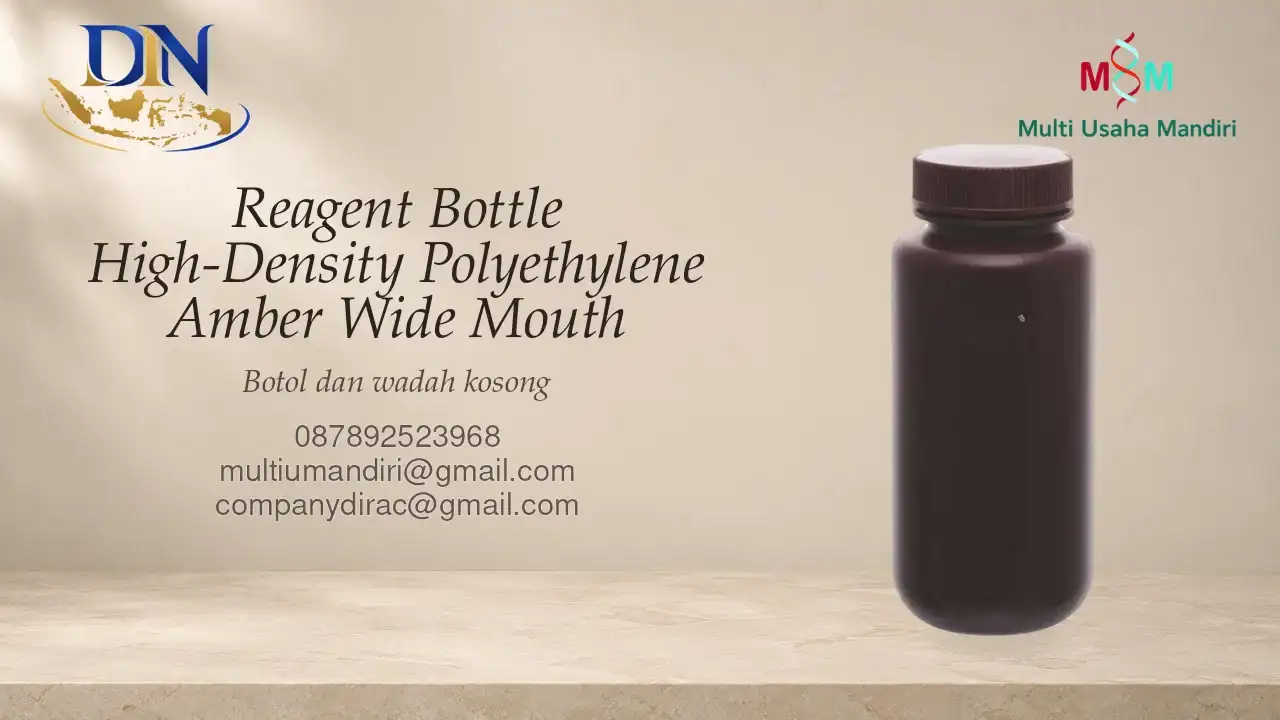 DIN
M M
Multi Usaha Mandiri
Reagent Bottle
High-Density Polyethylene
Amber Wide Mouth
Botol dan wadah kosong
087892523968
multiumandiri@gmail.com
companydirac@gmail.com